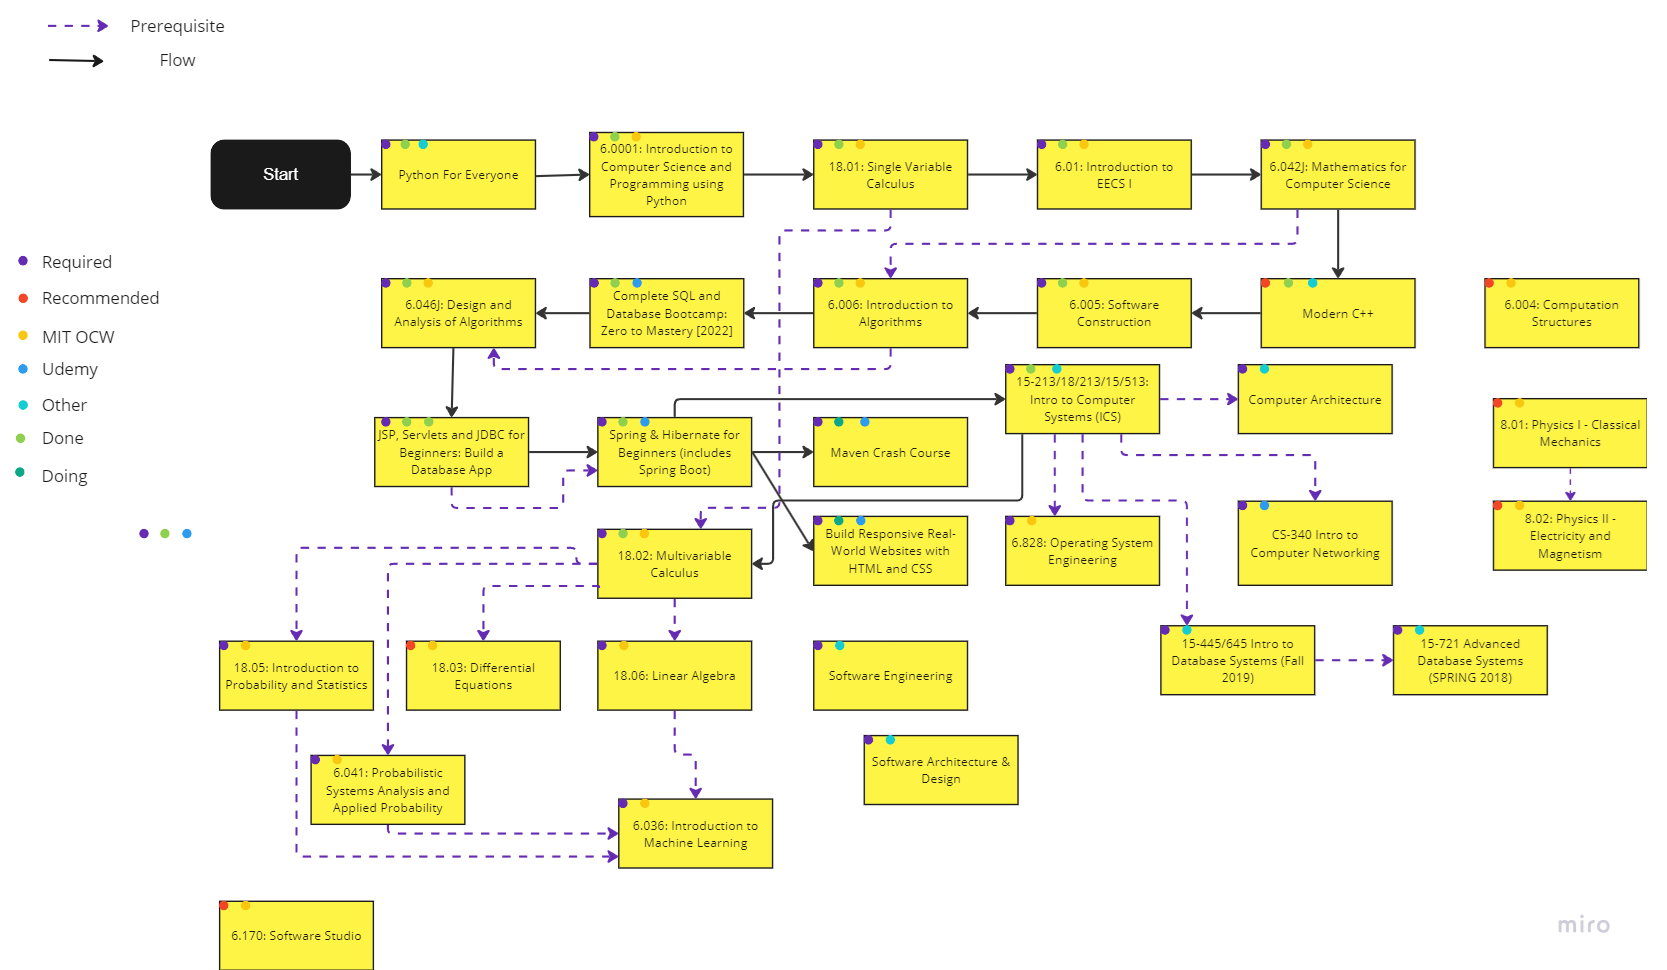 Prerequisite
Flow
Start
Python For Everyone
6.0001: Introduction to
Computer Science and
Programming using
Python
18.01: Single Variable
Calculus
6.01: Introduction to
EECS I
6.042J: Mathematics for
Computer Science
Required
Recommended
MIT OCW
Udemy
Other
Done
Doing
6.046J: Design and
Analysis of Algorithms
Complete SQL and
Database Bootcamp:
Zero to Mastery [2022]
6.006: Introduction to
Algorithms
6.005: Software
Construction
Modern C++
6.004: Computation
Structures
15-213/18/213/15/513:
Intro to Computer
Systems (ICS)
Computer Architecture
8.01: Physics I - Classical
Mechanics
JSP, Servlets and JDBC for
Beginners: Build a
Database App
Spring & Hibernate for
Beginners (includes
Spring Boot)
Maven Crash Course
18.02: Multivariable
Calculus
Build Responsive Real-
World Websites with
HTML and CSS
6.828: Operating System
Engineering
CS-340 Intro to
Computer Networking
8.02: Physics II -
Electricity and
Magnetism
18.05: Introduction to
Probability and Statistics
18.03: Differential
Equations
18.06: Linear Algebra
Software Engineering
15-445/645 Intro to
Database Systems (Fall
2019)
15-721 Advanced
Database Systems
(SPRING 2018)
6.041: Probabilistic
Systems Analysis and
Applied Probability
Software Architecture &
Design
6.036: Introduction to
Machine Learning
6.170: Software Studio
miro